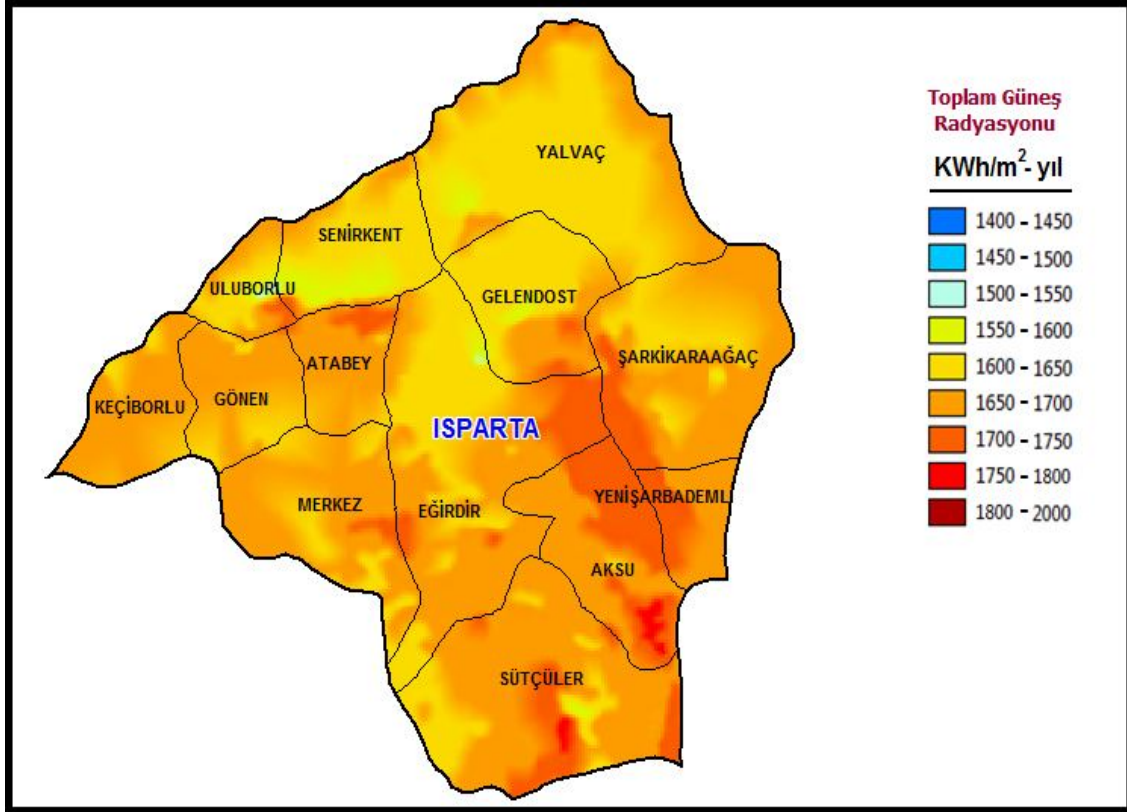 Toplam Güneş
Radyasyonu
KWh/m²- yıl
1400 - 1450
1450 - 1500
1500 - 1550
1550 - 1600
1600 - 1650
1650 - 1700
1700 - 1750
1750 - 1800
1800 - 2000
YALVAÇ
SENİRKENT
ULUBORLU
GELENDOST
ATABEY
ŞARKİKARAAĞAÇ
KEÇİBORLU
GÖNEN
ISPARTA
YENİŞARBADEML
MERKEZ
EĞİRDİR
AKSU
SÜTÇÜLER